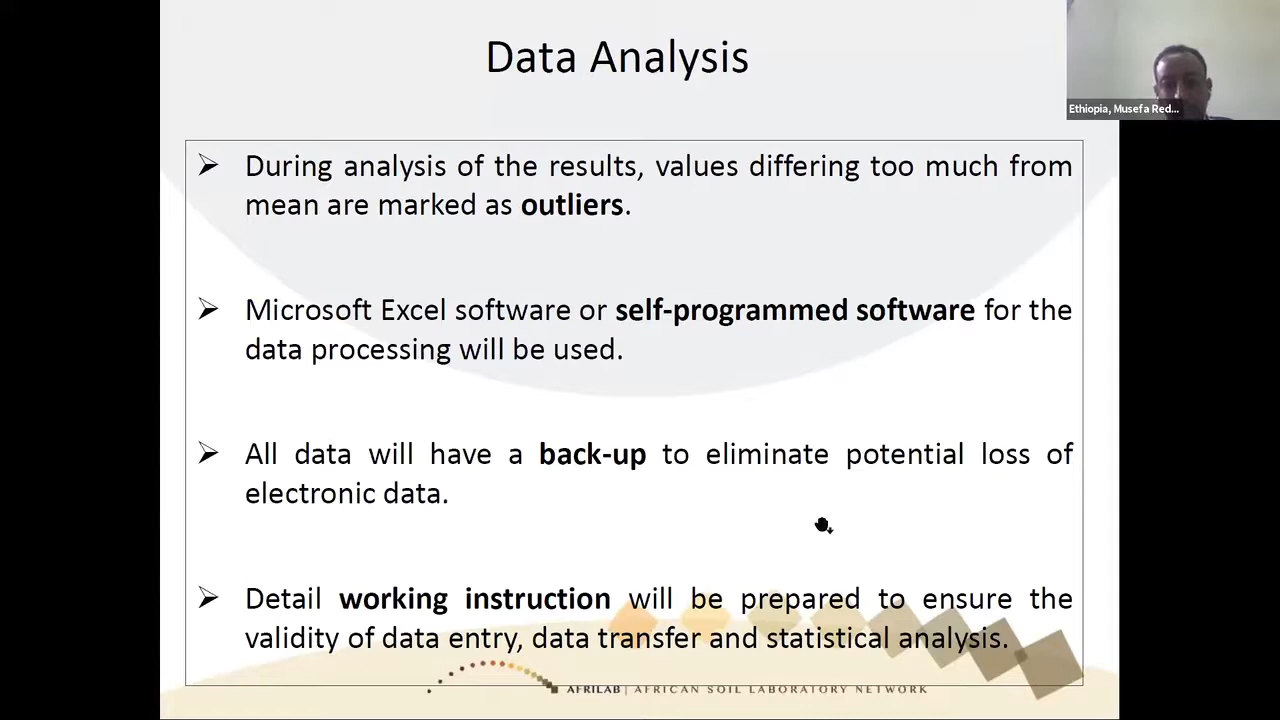 Data Analysis
Ethiopia, Musefa Red...
➢ During analysis of the results, values differing too much from
mean are marked as outliers.
➢ Microsoft Excel software or self-programmed software for the
data processing will be used.
➢ All data will have a back-up to eliminate potential loss of
electronic data.
➢ Detail working instruction will be prepared to ensure the
validity of data entry, data transfer and statistical analysis.
AFRILAB | AFRICAN SOIL LABORATORY NETWORK